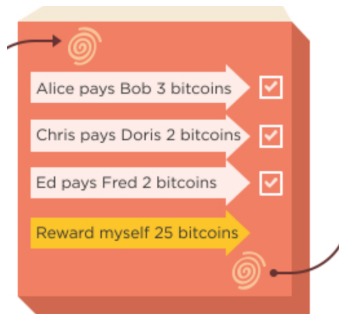 Alice pays Bob 3 bitcoins
Chris pays Doris 2 bitcoins
Ed pays Fred 2 bitcoins
Reward myself 25 bitcoins